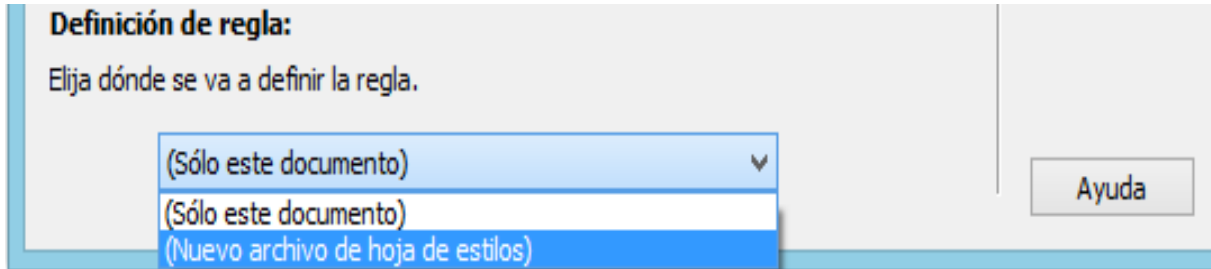 Definición de regla:
Elija dónde se va a definir la regla.
(Sólo este documento)
Ayuda
(Sólo este documento)
(Nuevo archivo de hoja de estilos)